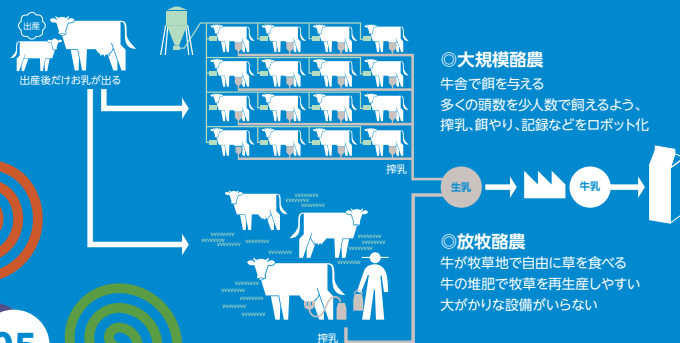 出産
出産後だけお乳が出る
◎大規模酪農
牛舎で餌を与える
多くの頭数を少人数で飼えるよう、
搾乳、餌やり、記録などをロボット化
搾乳
生乳
牛乳
◎放牧酪農
牛が牧草地で自由に草を食べる
牛の堆肥で牧草を再生産しやすい
大がかりな設備がいらない
搾乳